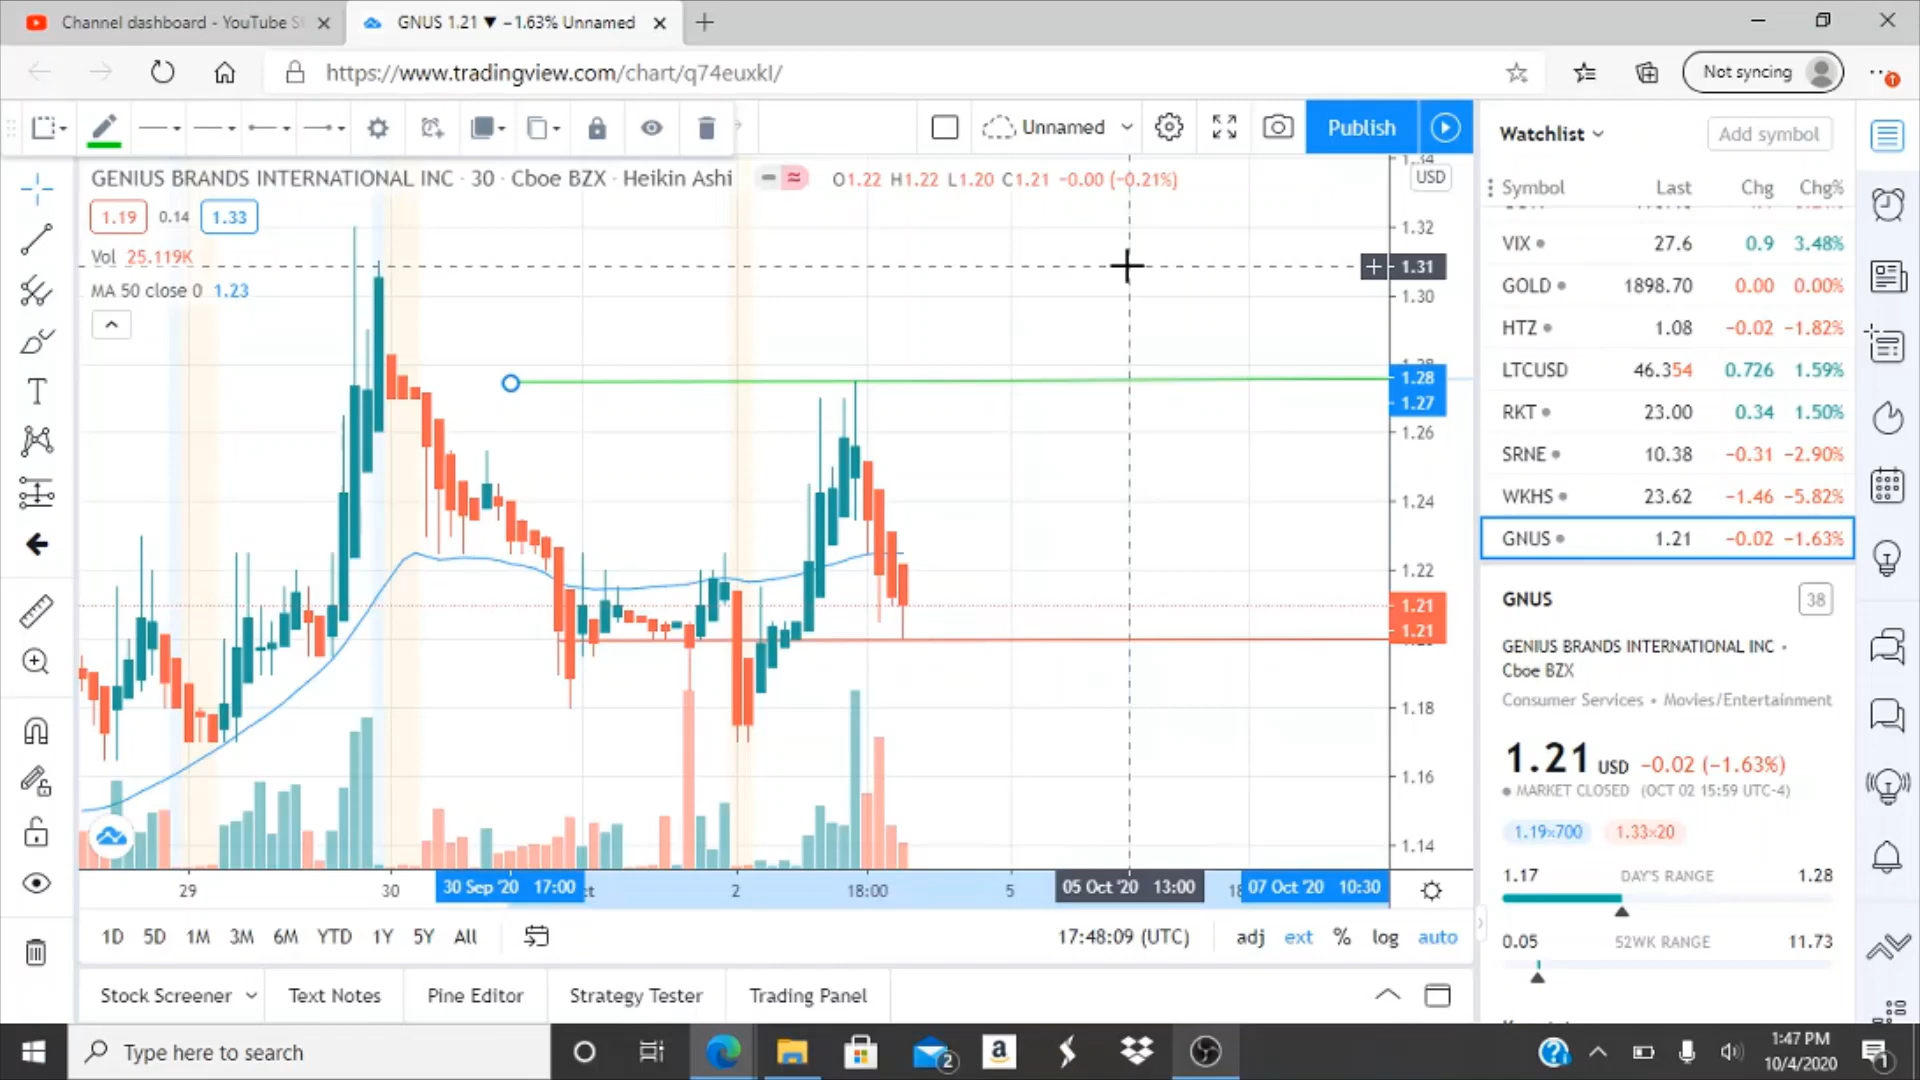 Channel dashboard - YouTube S
GNUS 1.21 ▼ −1.63% Unnamed
https://www.tradingview.com/chart/q74euxkI/
Not syncing
Unnamed
Publish
Watchlist
Add symbol
GENIUS BRANDS INTERNATIONAL INC · 30 · Cboe BZX · Heikin Ashi
O1.22 H1.22 L1.20 C1.21 −0.00 (−0.21%)
USD
1.34
1.19 0.14 1.33
Vol 25.119K
MA 50 close 0 1.23
1.32
1.31
1.30
1.28
1.28
1.27
1.26
1.24
1.22
1.21
1.21
1.18
1.16
1.14
29
30
30 Sep '20 17:00
ct
2
18:00
5
05 Oct '20 13:00
18
07 Oct '20 10:30
1D 5D 1M 3M 6M YTD 1Y 5Y All
17:48:09 (UTC)
adj ext % log auto
Stock Screener
Text Notes
Pine Editor
Strategy Tester
Trading Panel
Symbol Last Chg Chg%
VIX 27.6 0.9 3.48%
GOLD 1898.70 0.00 0.00%
HTZ 1.08 −0.02 −1.82%
LTCUSD 46.354 0.726 1.59%
RKT 23.00 0.34 1.50%
SRNE 10.38 −0.31 −2.90%
WKHS 23.62 −1.46 −5.82%
GNUS 1.21 −0.02 −1.63%
GNUS
38
GENIUS BRANDS INTERNATIONAL INC •
Cboe BZX
Consumer Services • Movies/Entertainment
1.21 USD −0.02 (−1.63%)
MARKET CLOSED (OCT 02 15:59 UTC-4)
1.19×700 1.33×20
1.17 DAY'S RANGE 1.28
0.05 52WK RANGE 11.73
Type here to search
2
a
1:47 PM
10/4/2020
1